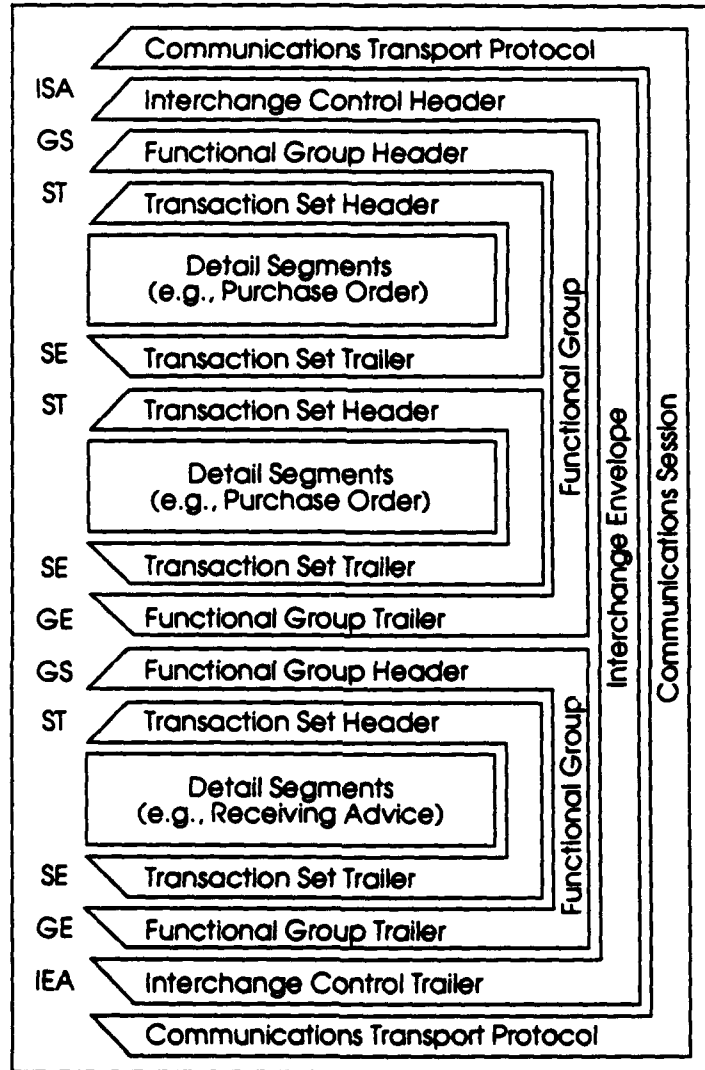 Communications Transport Protocol
ISA Interchange Control Header
GS Functional Group Header
ST Transaction Set Header
Detail Segments
(e.g., Purchase Order)
SE Transaction Set Trailer
ST Transaction Set Header
Detail Segments
(e.g., Purchase Order)
SE Transaction Set Trailer
GE Functional Group Trailer
Functional Group
GS Functional Group Header
ST Transaction Set Header
Detail Segments
(e.g., Receiving Advice)
SE Transaction Set Trailer
GE Functional Group Trailer
Functional Group
IEA Interchange Control Trailer
Interchange Envelope
Communications Transport Protocol
Communications Session